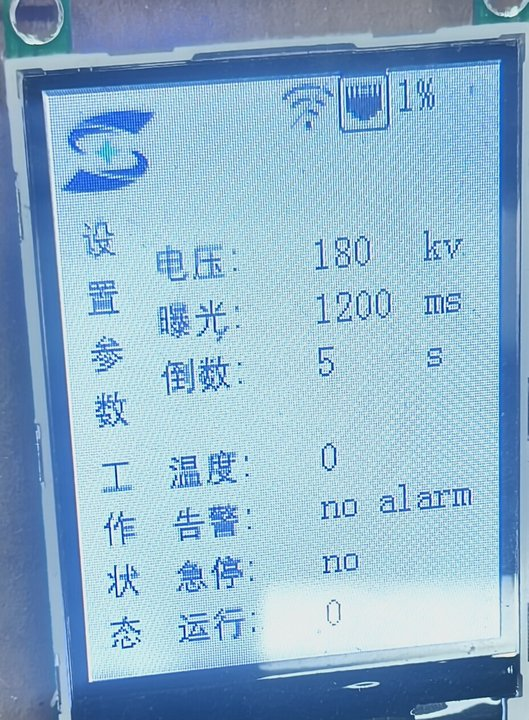 1%
设置参数
电压: 180 kv
曝光: 1200 ms
倒数: 5 s
工作状态
温度: 0
告警: no alarm
急停: no
运行: 0